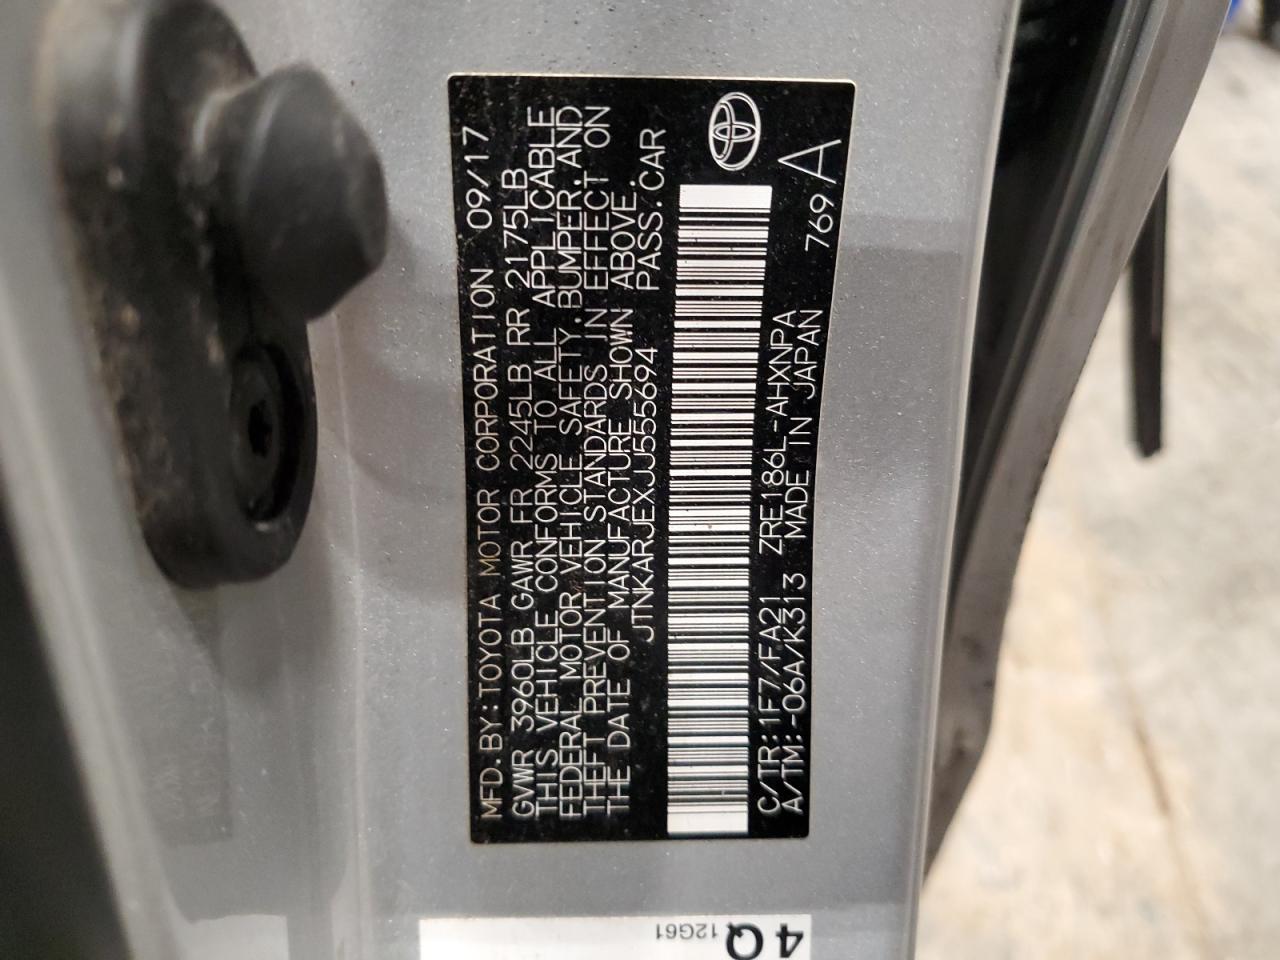 MFD.BY:TOYOTA MOTOR CORPORATION 09/17
GVWR 3960LB GAWR FR 2245LB RR 2175LB
THIS VEHICLE CONFORMS TO ALL APPLICABLE
FEDERAL MOTOR VEHICLE SAFETY, BUMPER, AND
THEFT PREVENTION STANDARDS IN EFFECT ON
THE DATE OF MANUFACTURE SHOWN ABOVE.
JTNKARJEXJJ555694 PASS.CAR
C/TR: 1F7/FA21 ZRE186L-AHXNPA
A/TM: -06A/K313 MADE IN JAPAN 769 A
4Q 12G61